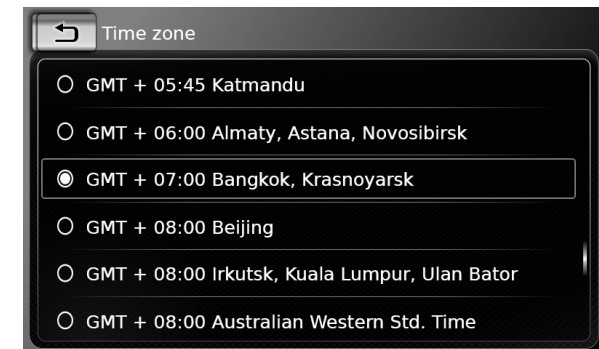 Time zone
GMT + 05:45 Katmandu
GMT + 06:00 Almaty, Astana, Novosibirsk
GMT + 07:00 Bangkok, Krasnoyarsk
GMT + 08:00 Beijing
GMT + 08:00 Irkutsk, Kuala Lumpur, Ulan Bator
GMT + 08:00 Australian Western Std. Time